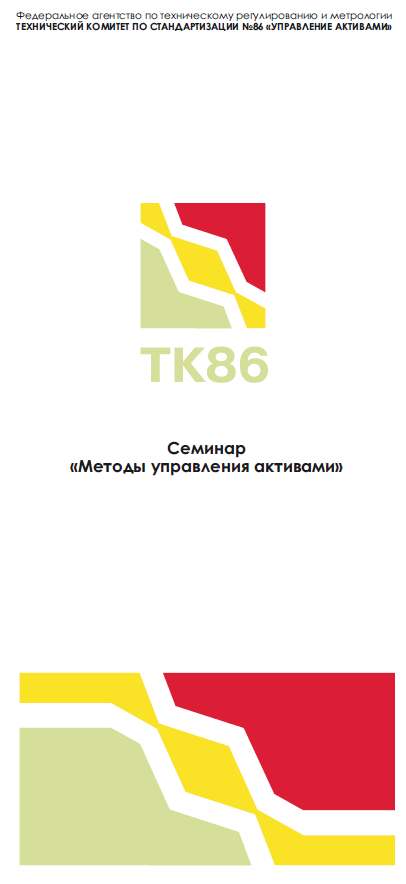 Федеральное агентство по техническому регулированию и метрологии
ТЕХНИЧЕСКИЙ КОМИТЕТ ПО СТАНДАРТИЗАЦИИ №86 «УПРАВЛЕНИЕ АКТИВАМИ»
ТК86
Семинар
«Методы управления активами»